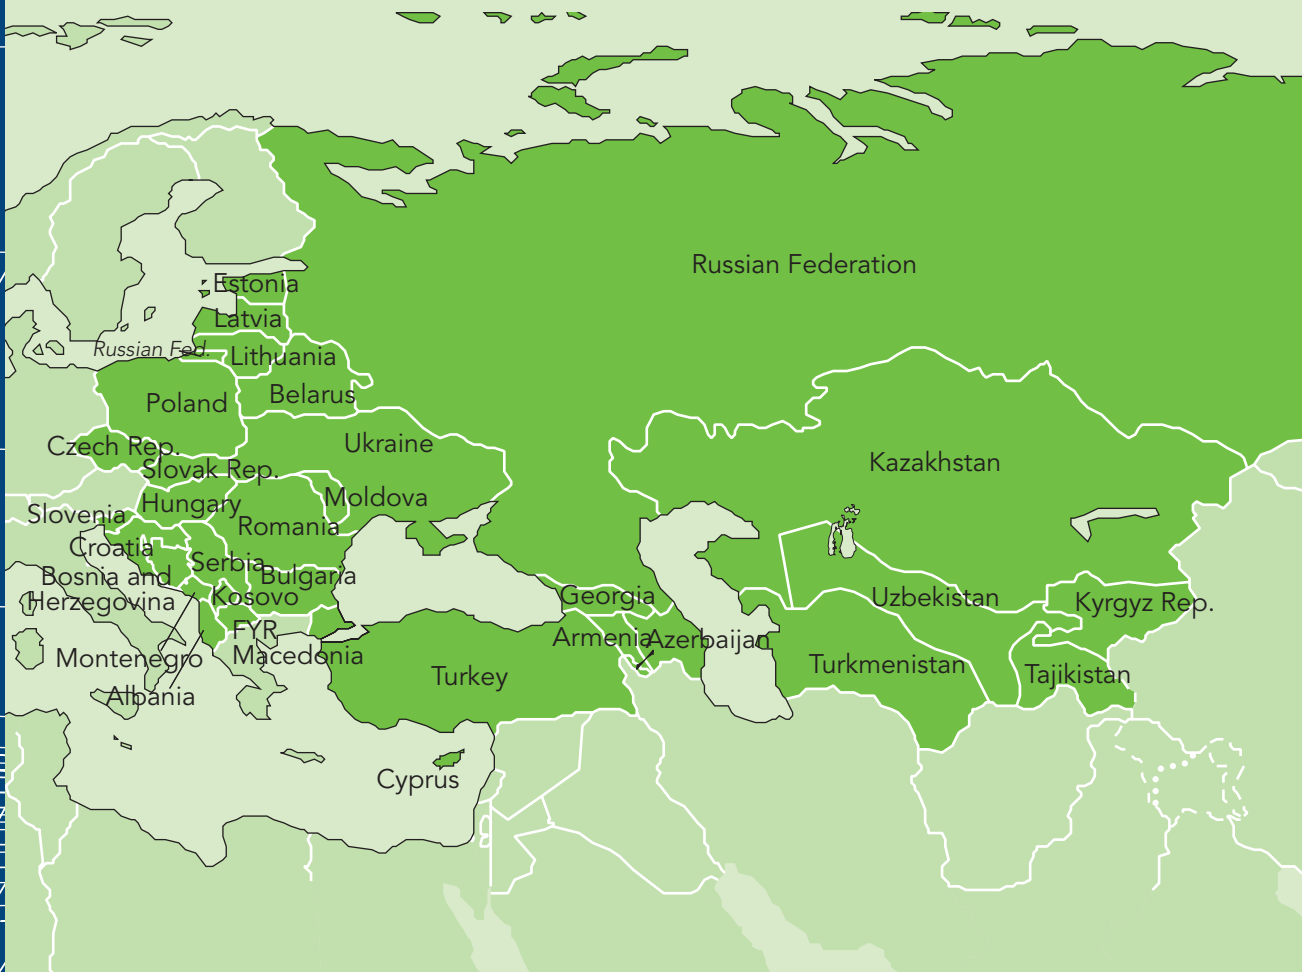 Russian Federation
Estonia
Latvia
Russian Fed.
Lithuania
Belarus
Poland
Ukraine
Czech Rep.
Kazakhstan
Slovak Rep.
Moldova
Hungary
Slovenia
Romania
Croatia
Serbia
Bosnia and
Herzegovina
Bulgaria
Kosovo
Georgia
Uzbekistan
Kyrgyz Rep.
FYR
Macedonia
Armenia
Azerbaijan
Montenegro
Turkmenistan
Tajikistan
Turkey
Albania
Cyprus